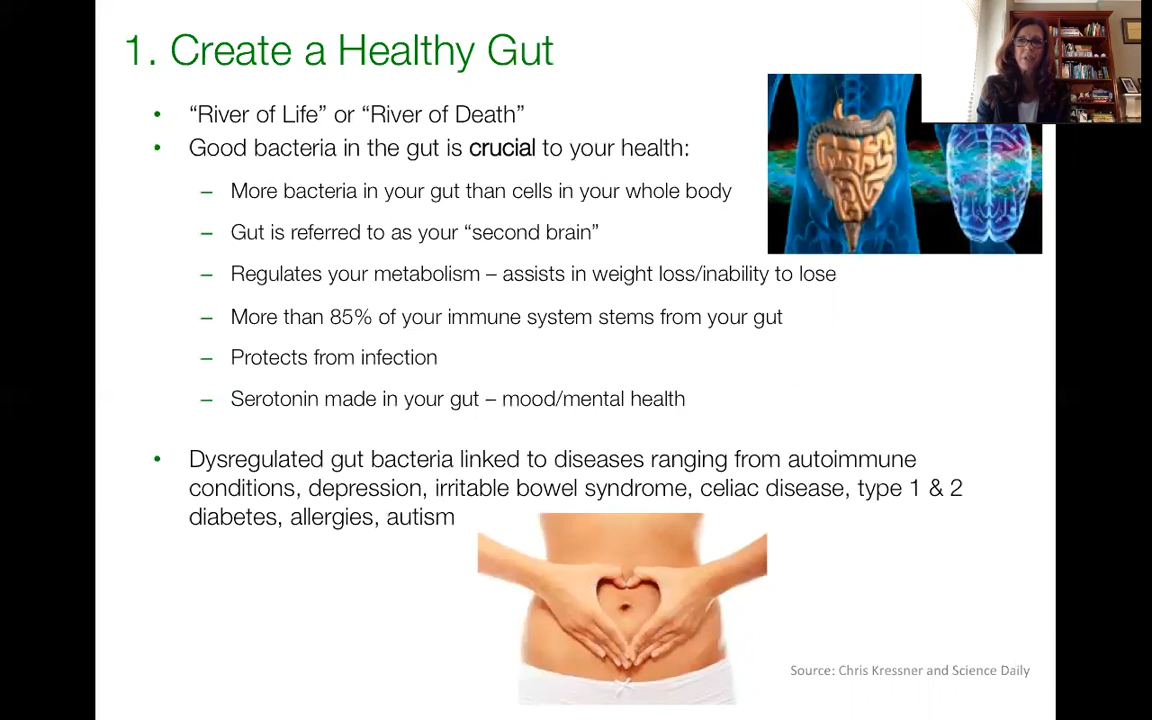 1. Create a Healthy Gut
• “River of Life” or “River of Death”
• Good bacteria in the gut is crucial to your health:
– More bacteria in your gut than cells in your whole body
– Gut is referred to as your “second brain”
– Regulates your metabolism – assists in weight loss/inability to lose
– More than 85% of your immune system stems from your gut
– Protects from infection
– Serotonin made in your gut – mood/mental health
• Dysregulated gut bacteria linked to diseases ranging from autoimmune
conditions, depression, irritable bowel syndrome, celiac disease, type 1 & 2
diabetes, allergies, autism
Source: Chris Kressner and Science Daily